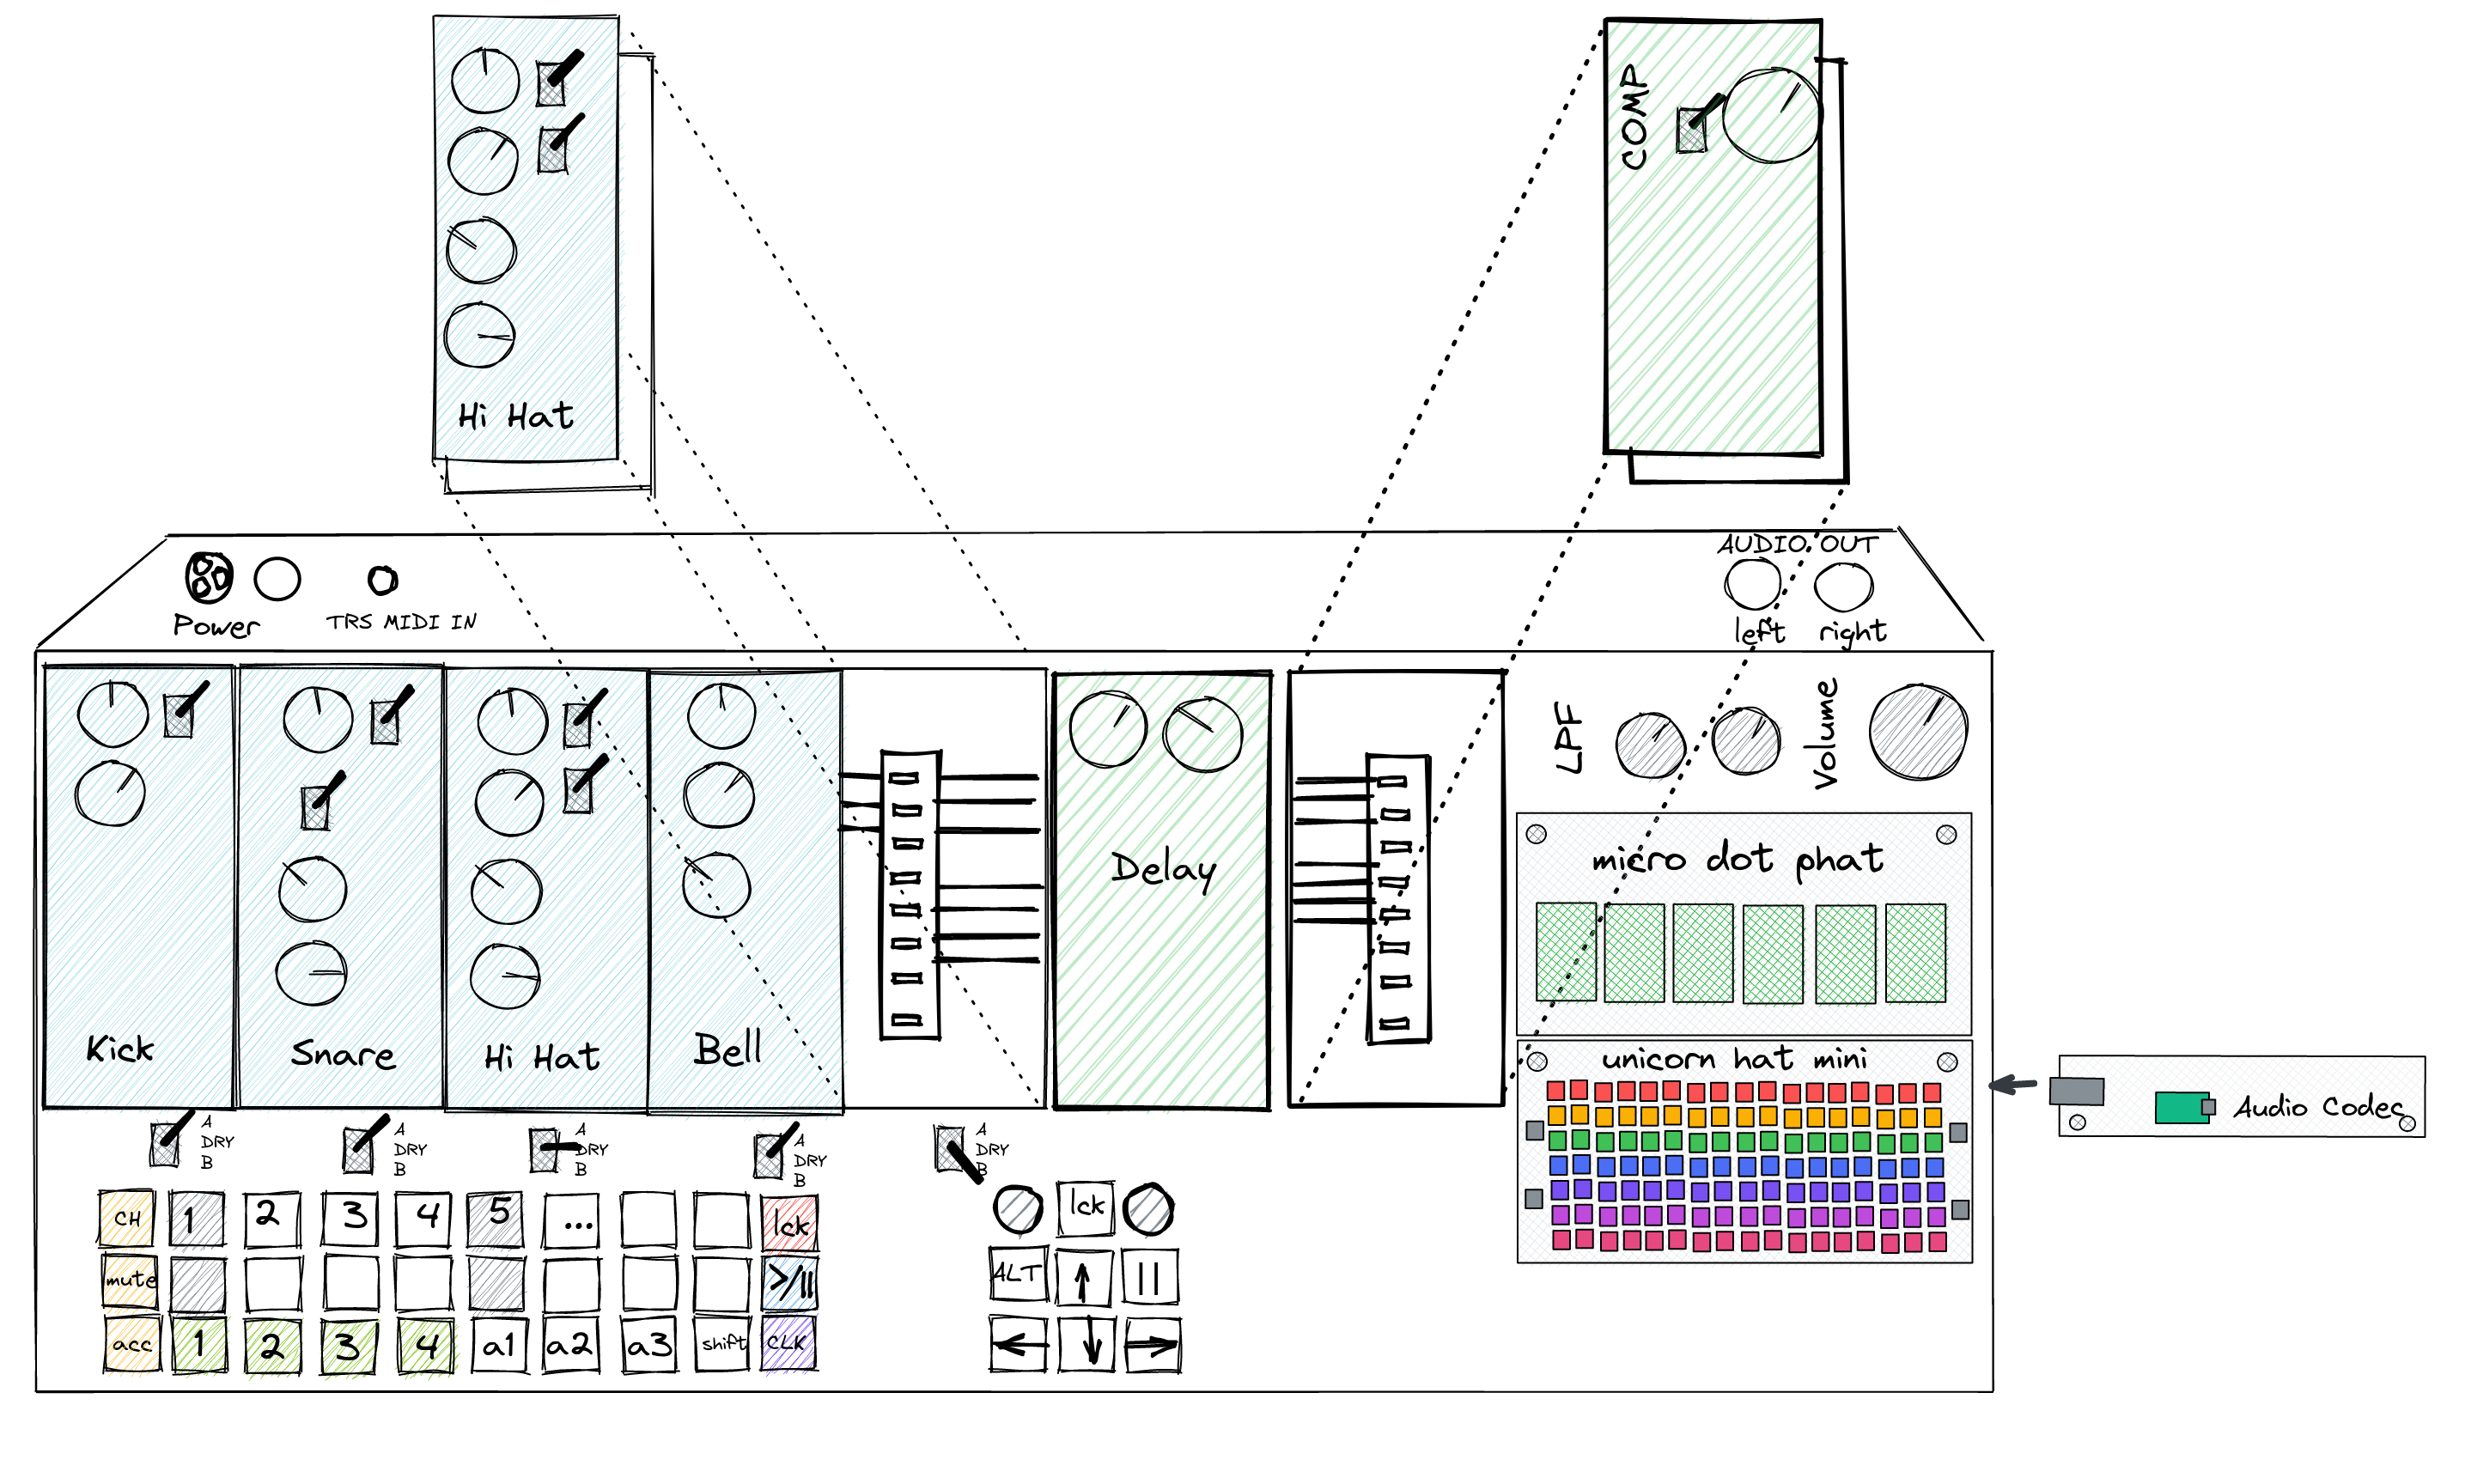 COMP
Hi Hat
AUDIO OUT
Power
TRS MIDI IN
left
right
LPF
Volume
Delay
micro dot phat
Kick
Snare
Hi Hat
Bell
unicorn hat mini
Audio Codec
A
DRY
B
A
DRY
B
A
DRY
B
A
DRY
B
A
DRY
B
CH 1 2 3 4 5 ... lck
lck
mute >/||
ALT ↑ ||
acc 1 2 3 4 a1 a2 a3 shift CLK
← ↓ →